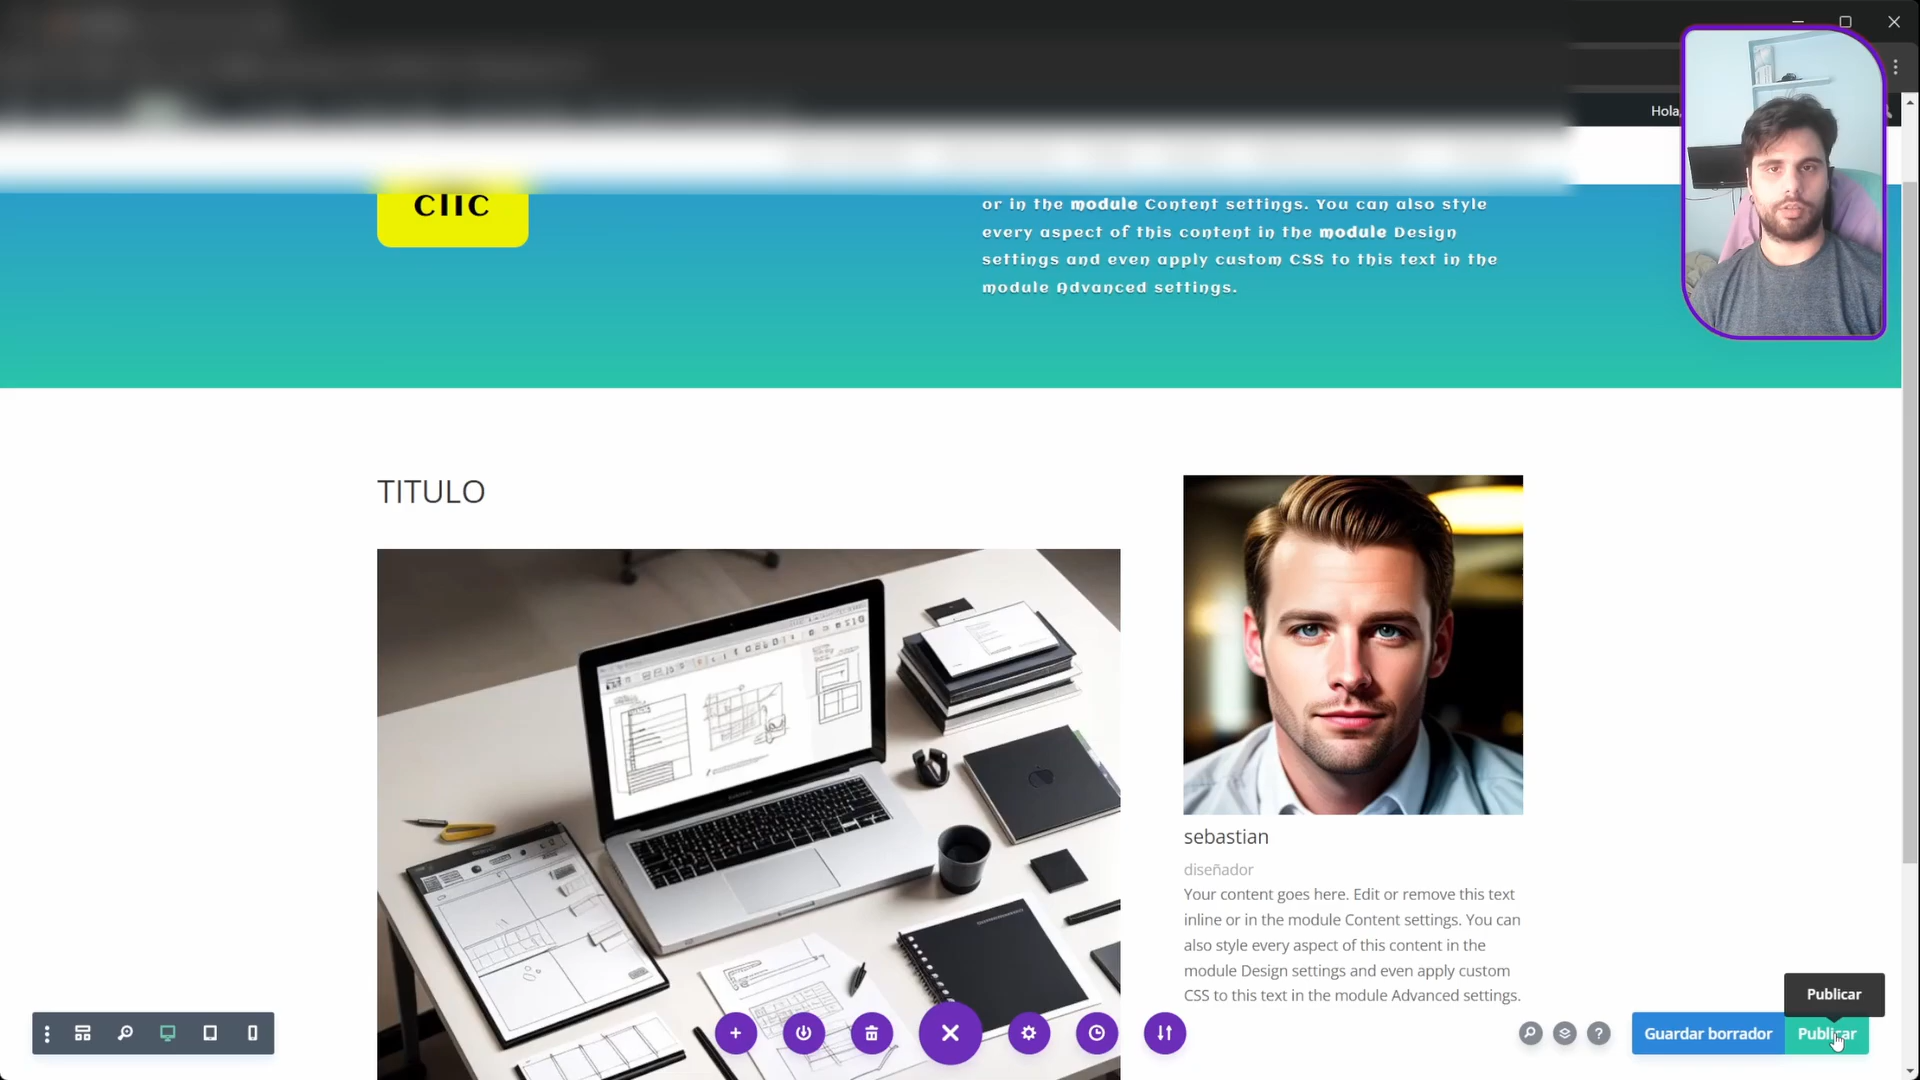 Hola,
clic
or in the module Content settings. You can also style
every aspect of this content in the module Design
settings and even apply custom CSS to this text in the
module Advanced settings.
TITULO
sebastian
diseñador
Your content goes here. Edit or remove this text
inline or in the module Content settings. You can
also style every aspect of this content in the
module Design settings and even apply custom
CSS to this text in the module Advanced settings.
Publicar
Guardar borrador
Publicar